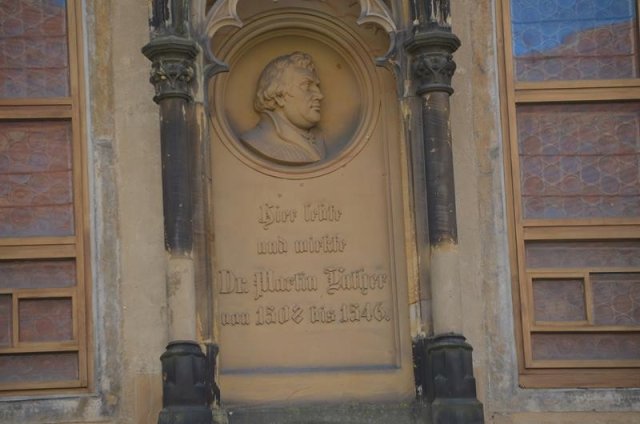 Hier lebte
und wirkte
Dr. Martin Luther
von 1508 bis 1546.